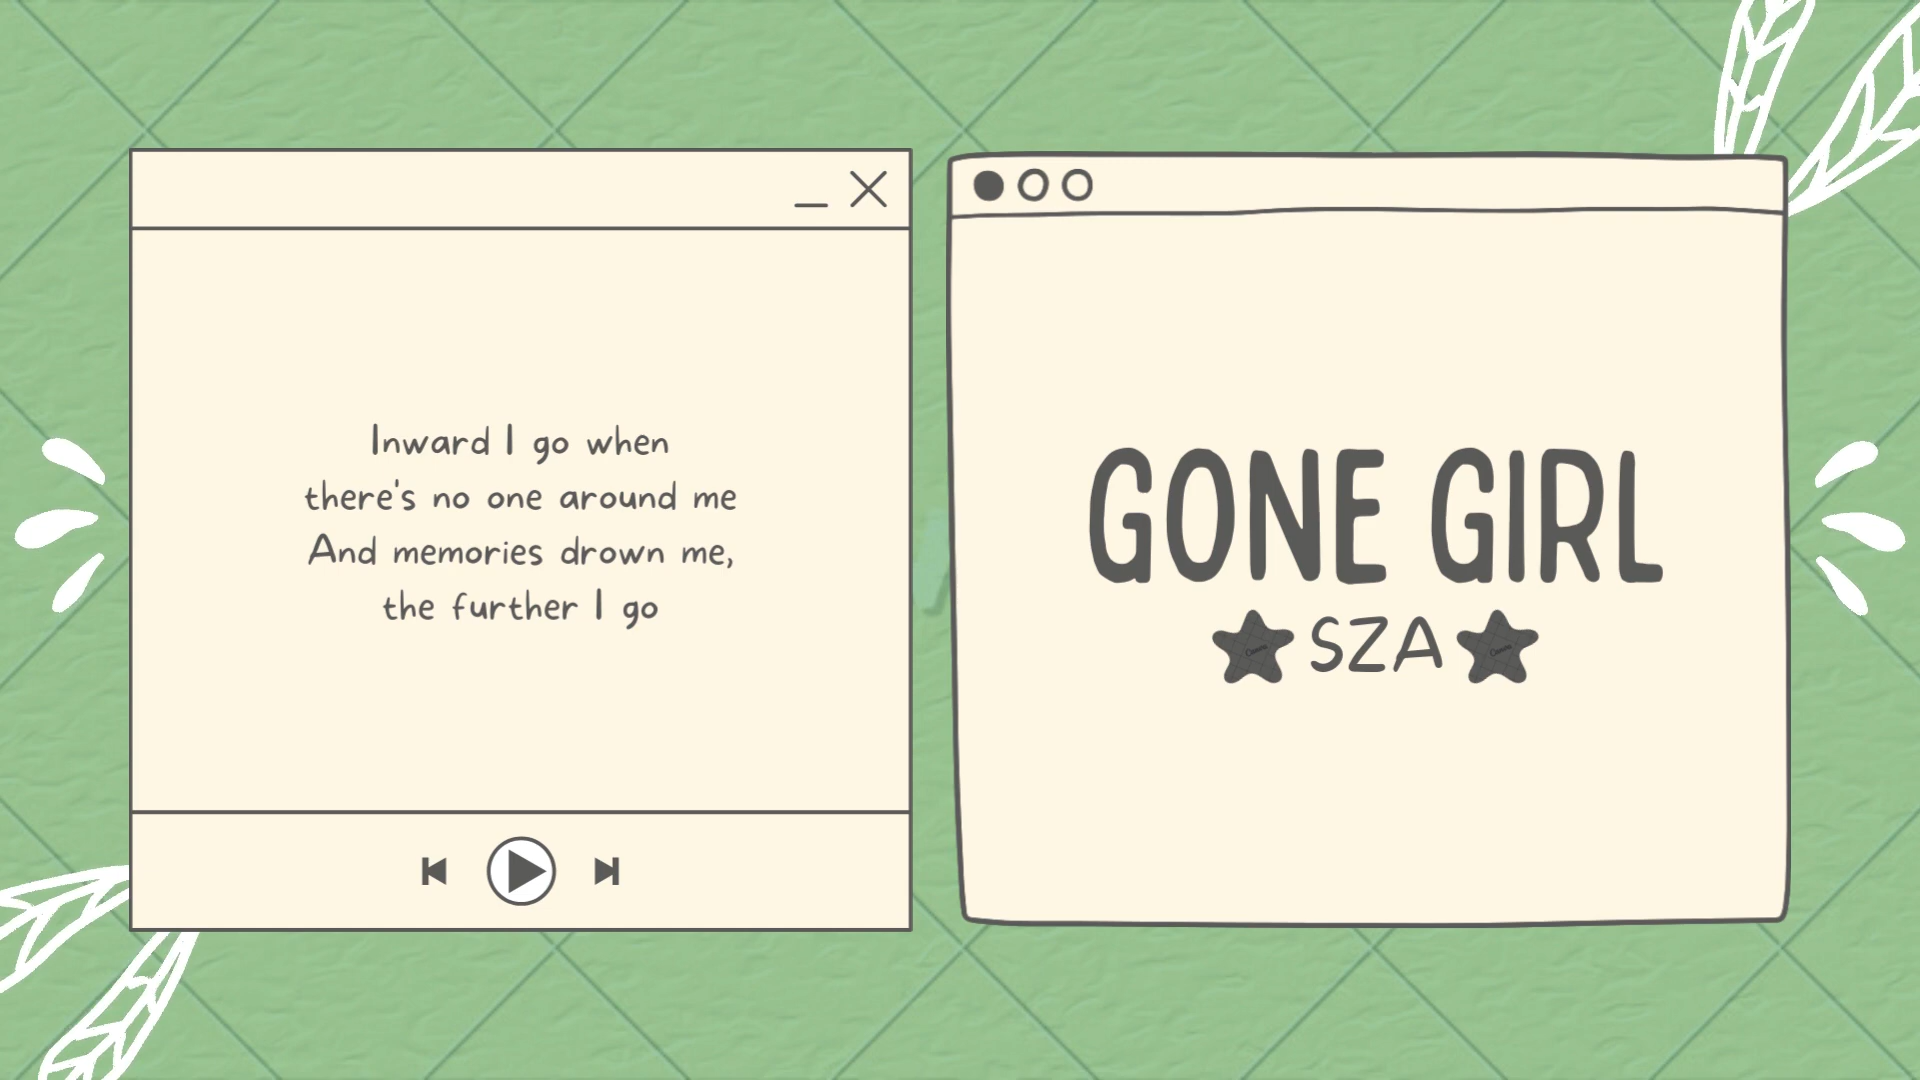 Inward I go when
there's no one around me
And memories drown me,
the further I go
GONE GIRL
SZA